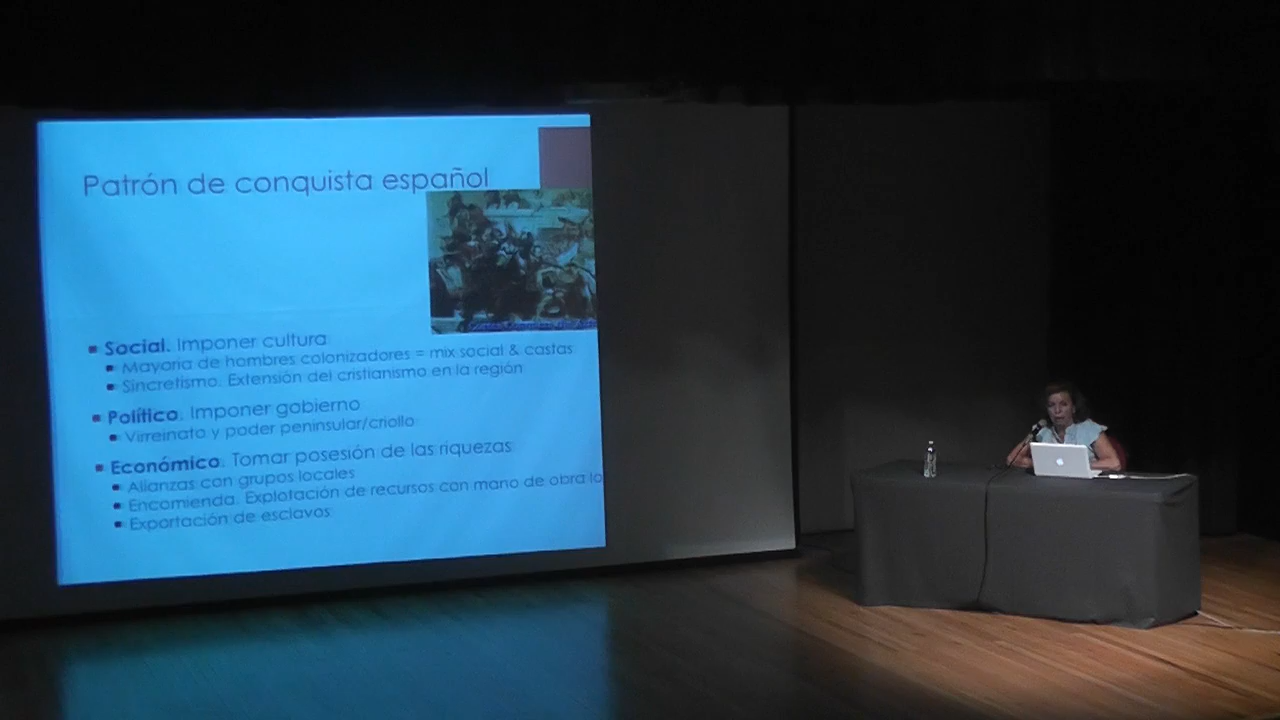 Patrón de conquista español
Social. Imponer cultura
Mayoria de hombres colonizadores = mix social & castas
Sincretismo. Extensión del cristianismo en la región
Político. Imponer gobierno
Virreinato y poder peninsular/criollo
Económico. Tomar posesión de las riquezas
Alianzas con grupos locales
Encomienda. Explotación de recursos con mano de obra lo
Exportación de esclavos